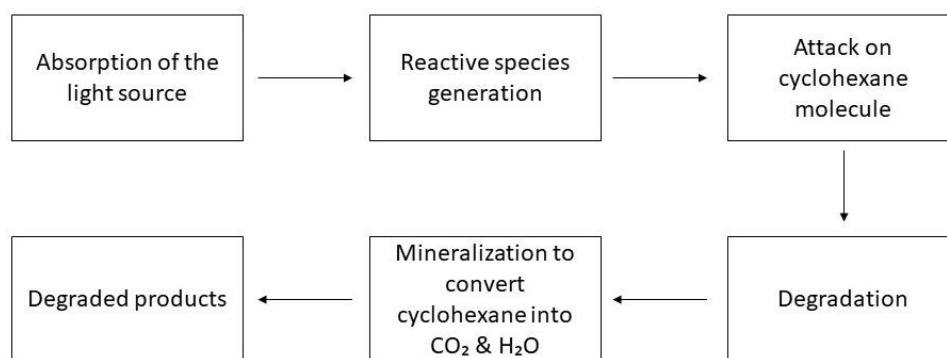 Absorption of the
light source
Reactive species
generation
Attack on
cyclohexane
molecule
Degradation
Mineralization to
convert
cyclohexane into
CO₂ & H₂O
Degraded products